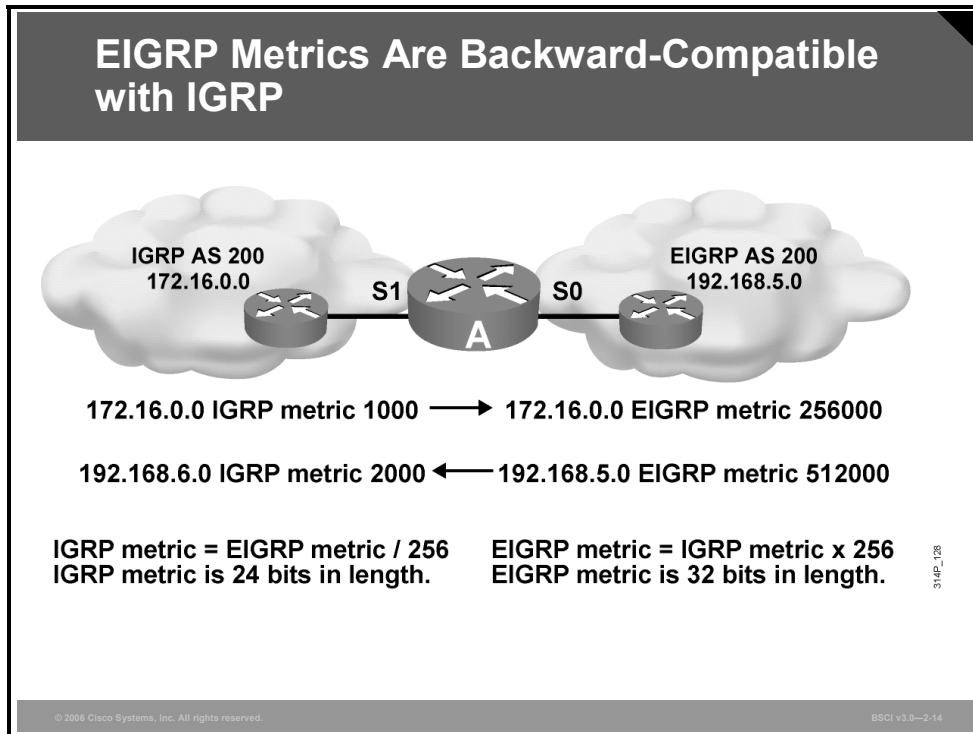 EIGRP Metrics Are Backward-Compatible
with IGRP
IGRP AS 200
172.16.0.0
S1
A
S0
EIGRP AS 200
192.168.5.0
172.16.0.0 IGRP metric 1000
172.16.0.0 EIGRP metric 256000
192.168.6.0 IGRP metric 2000
192.168.5.0 EIGRP metric 512000
IGRP metric = EIGRP metric / 256
IGRP metric is 24 bits in length.
EIGRP metric = IGRP metric x 256
EIGRP metric is 32 bits in length.
314P_128
© 2006 Cisco Systems, Inc. All rights reserved.
BSCI v3.0—2-14